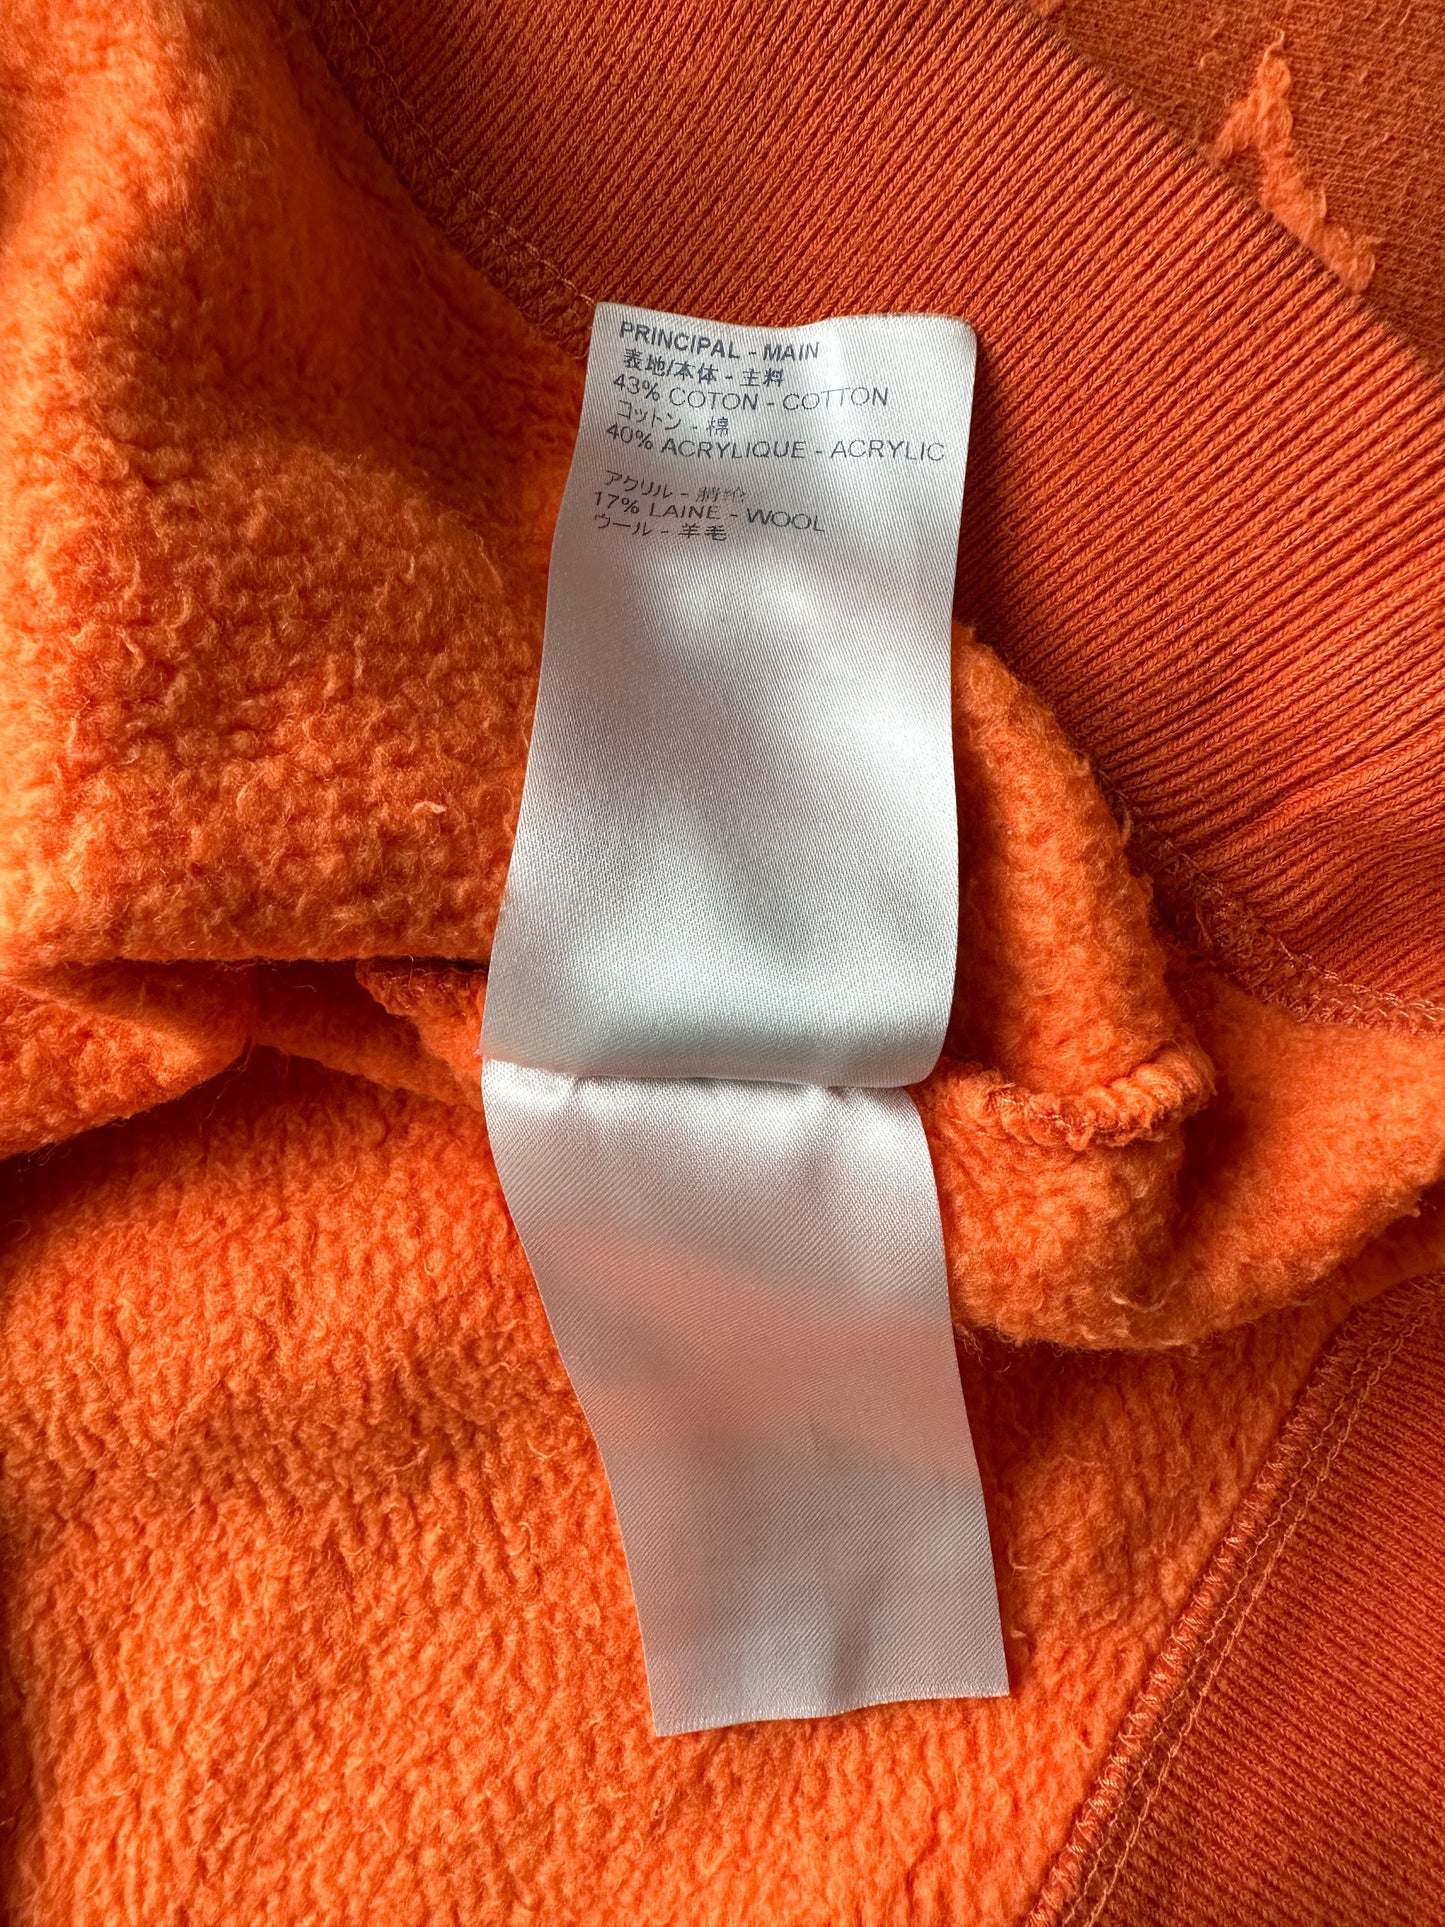 PRINCIPAL - MAIN
表地/本体 - 主料
43% COTON - COTTON
コットン - 棉
40% ACRYLIQUE - ACRYLIC
アクリル - 腈纶
17% LAINE - WOOL
ウール - 羊毛